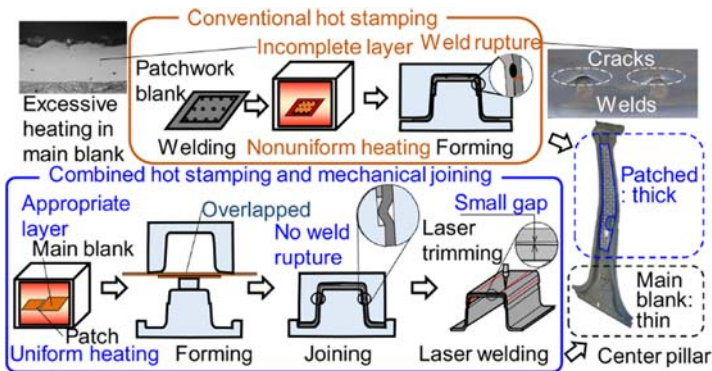 Conventional hot stamping
Incomplete layer
Weld rupture
Patchwork
blank
Excessive
heating in
main blank
Welding
Nonuniform heating
Forming
Cracks
Welds
Combined hot stamping and mechanical joining
Appropriate
layer
Main blank
Patch
Uniform heating
Overlapped
Forming
No weld
rupture
Joining
Small gap
Laser
trimming
Laser welding
Patched
: thick
Main
blank:
thin
Center pillar